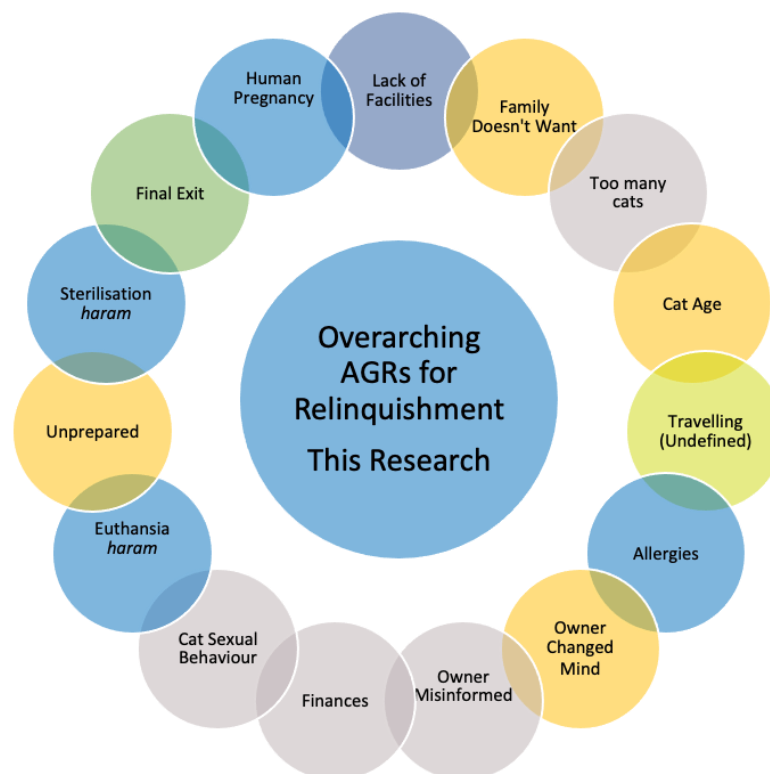 Overarching
AGRs for
Relinquishment
This Research
Lack of
Facilities
Family
Doesn't Want
Too many
cats
Cat Age
Travelling
(Undefined)
Allergies
Owner
Changed
Mind
Owner
Misinformed
Finances
Cat Sexual
Behaviour
Euthansia
haram
Unprepared
Sterilisation
haram
Final Exit
Human
Pregnancy